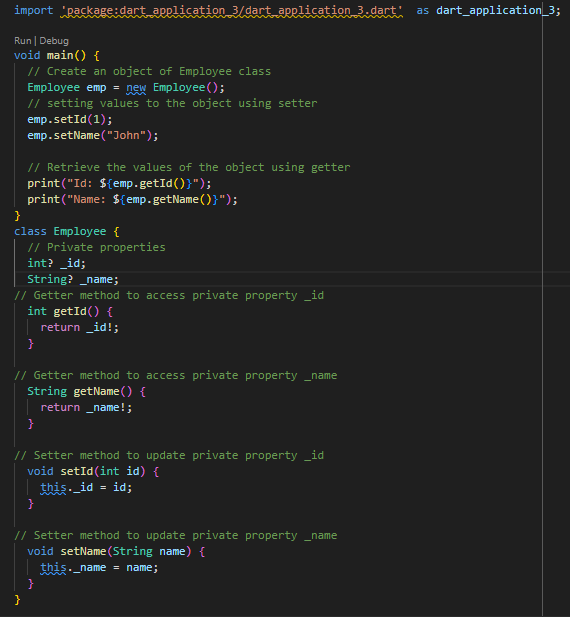 import 'package:dart_application_3/dart_application_3.dart' as dart_application_3;
Run | Debug
void main() {
// Create an object of Employee class
Employee emp = new Employee();
// setting values to the object using setter
emp.setId(1);
emp.setName("John");
// Retrieve the values of the object using getter
print("Id: ${emp.getId()}");
print("Name: ${emp.getName()}");
}
class Employee {
// Private properties
int? _id;
String? _name;
// Getter method to access private property _id
int getId() {
return _id!;
}
// Getter method to access private property _name
String getName() {
return _name!;
}
// Setter method to update private property _id
void setId(int id) {
this._id = id;
}
// Setter method to update private property _name
void setName(String name) {
this._name = name;
}
}